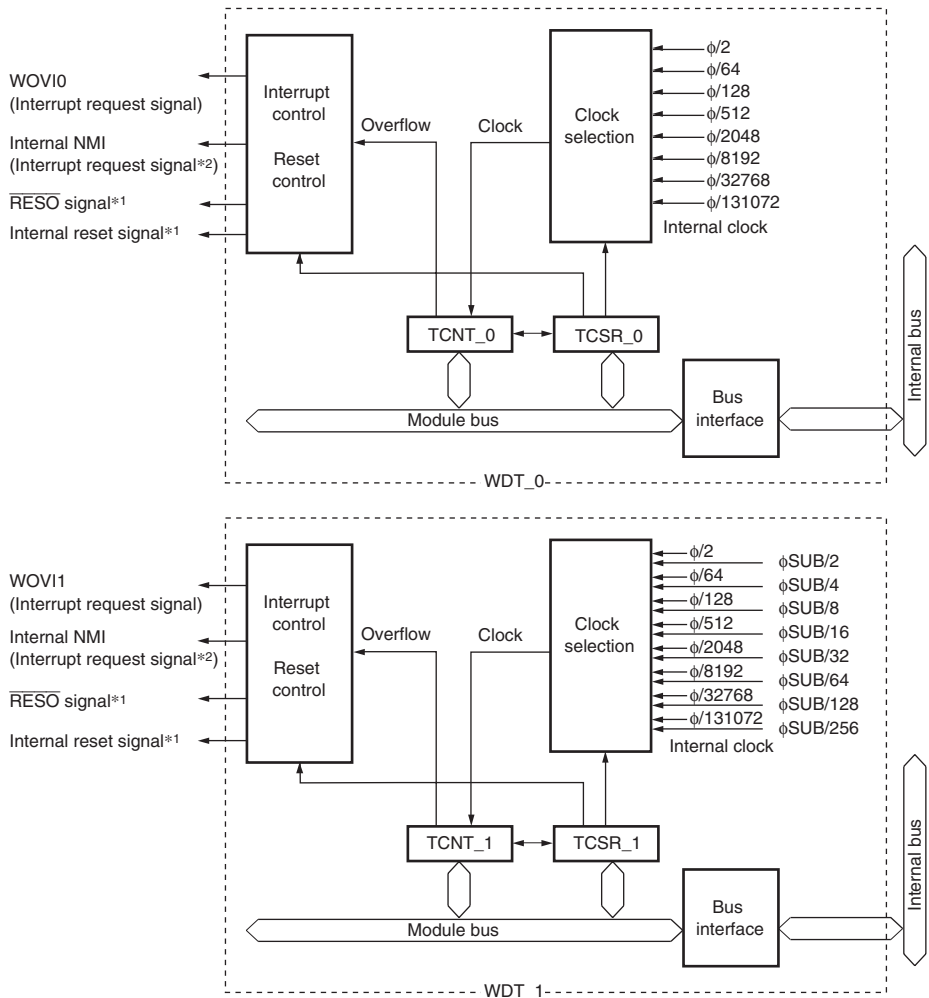 WOVI0
(Interrupt request signal)
Internal NMI
(Interrupt request signal*2)
RESO signal*1
Internal reset signal*1
Interrupt
control
Reset
control
Overflow
Clock
Clock
selection
φ/2
φ/64
φ/128
φ/512
φ/2048
φ/8192
φ/32768
φ/131072
Internal clock
TCNT_0
TCSR_0
Module bus
Bus
interface
Internal bus
WDT_0
WOVI1
(Interrupt request signal)
Internal NMI
(Interrupt request signal*2)
RESO signal*1
Internal reset signal*1
Interrupt
control
Reset
control
Overflow
Clock
Clock
selection
φ/2
φSUB/2
φ/64
φSUB/4
φ/128
φSUB/8
φ/512
φSUB/16
φ/2048
φSUB/32
φ/8192
φSUB/64
φ/32768
φSUB/128
φ/131072
φSUB/256
Internal clock
TCNT_1
TCSR_1
Module bus
Bus
interface
Internal bus
WDT_1